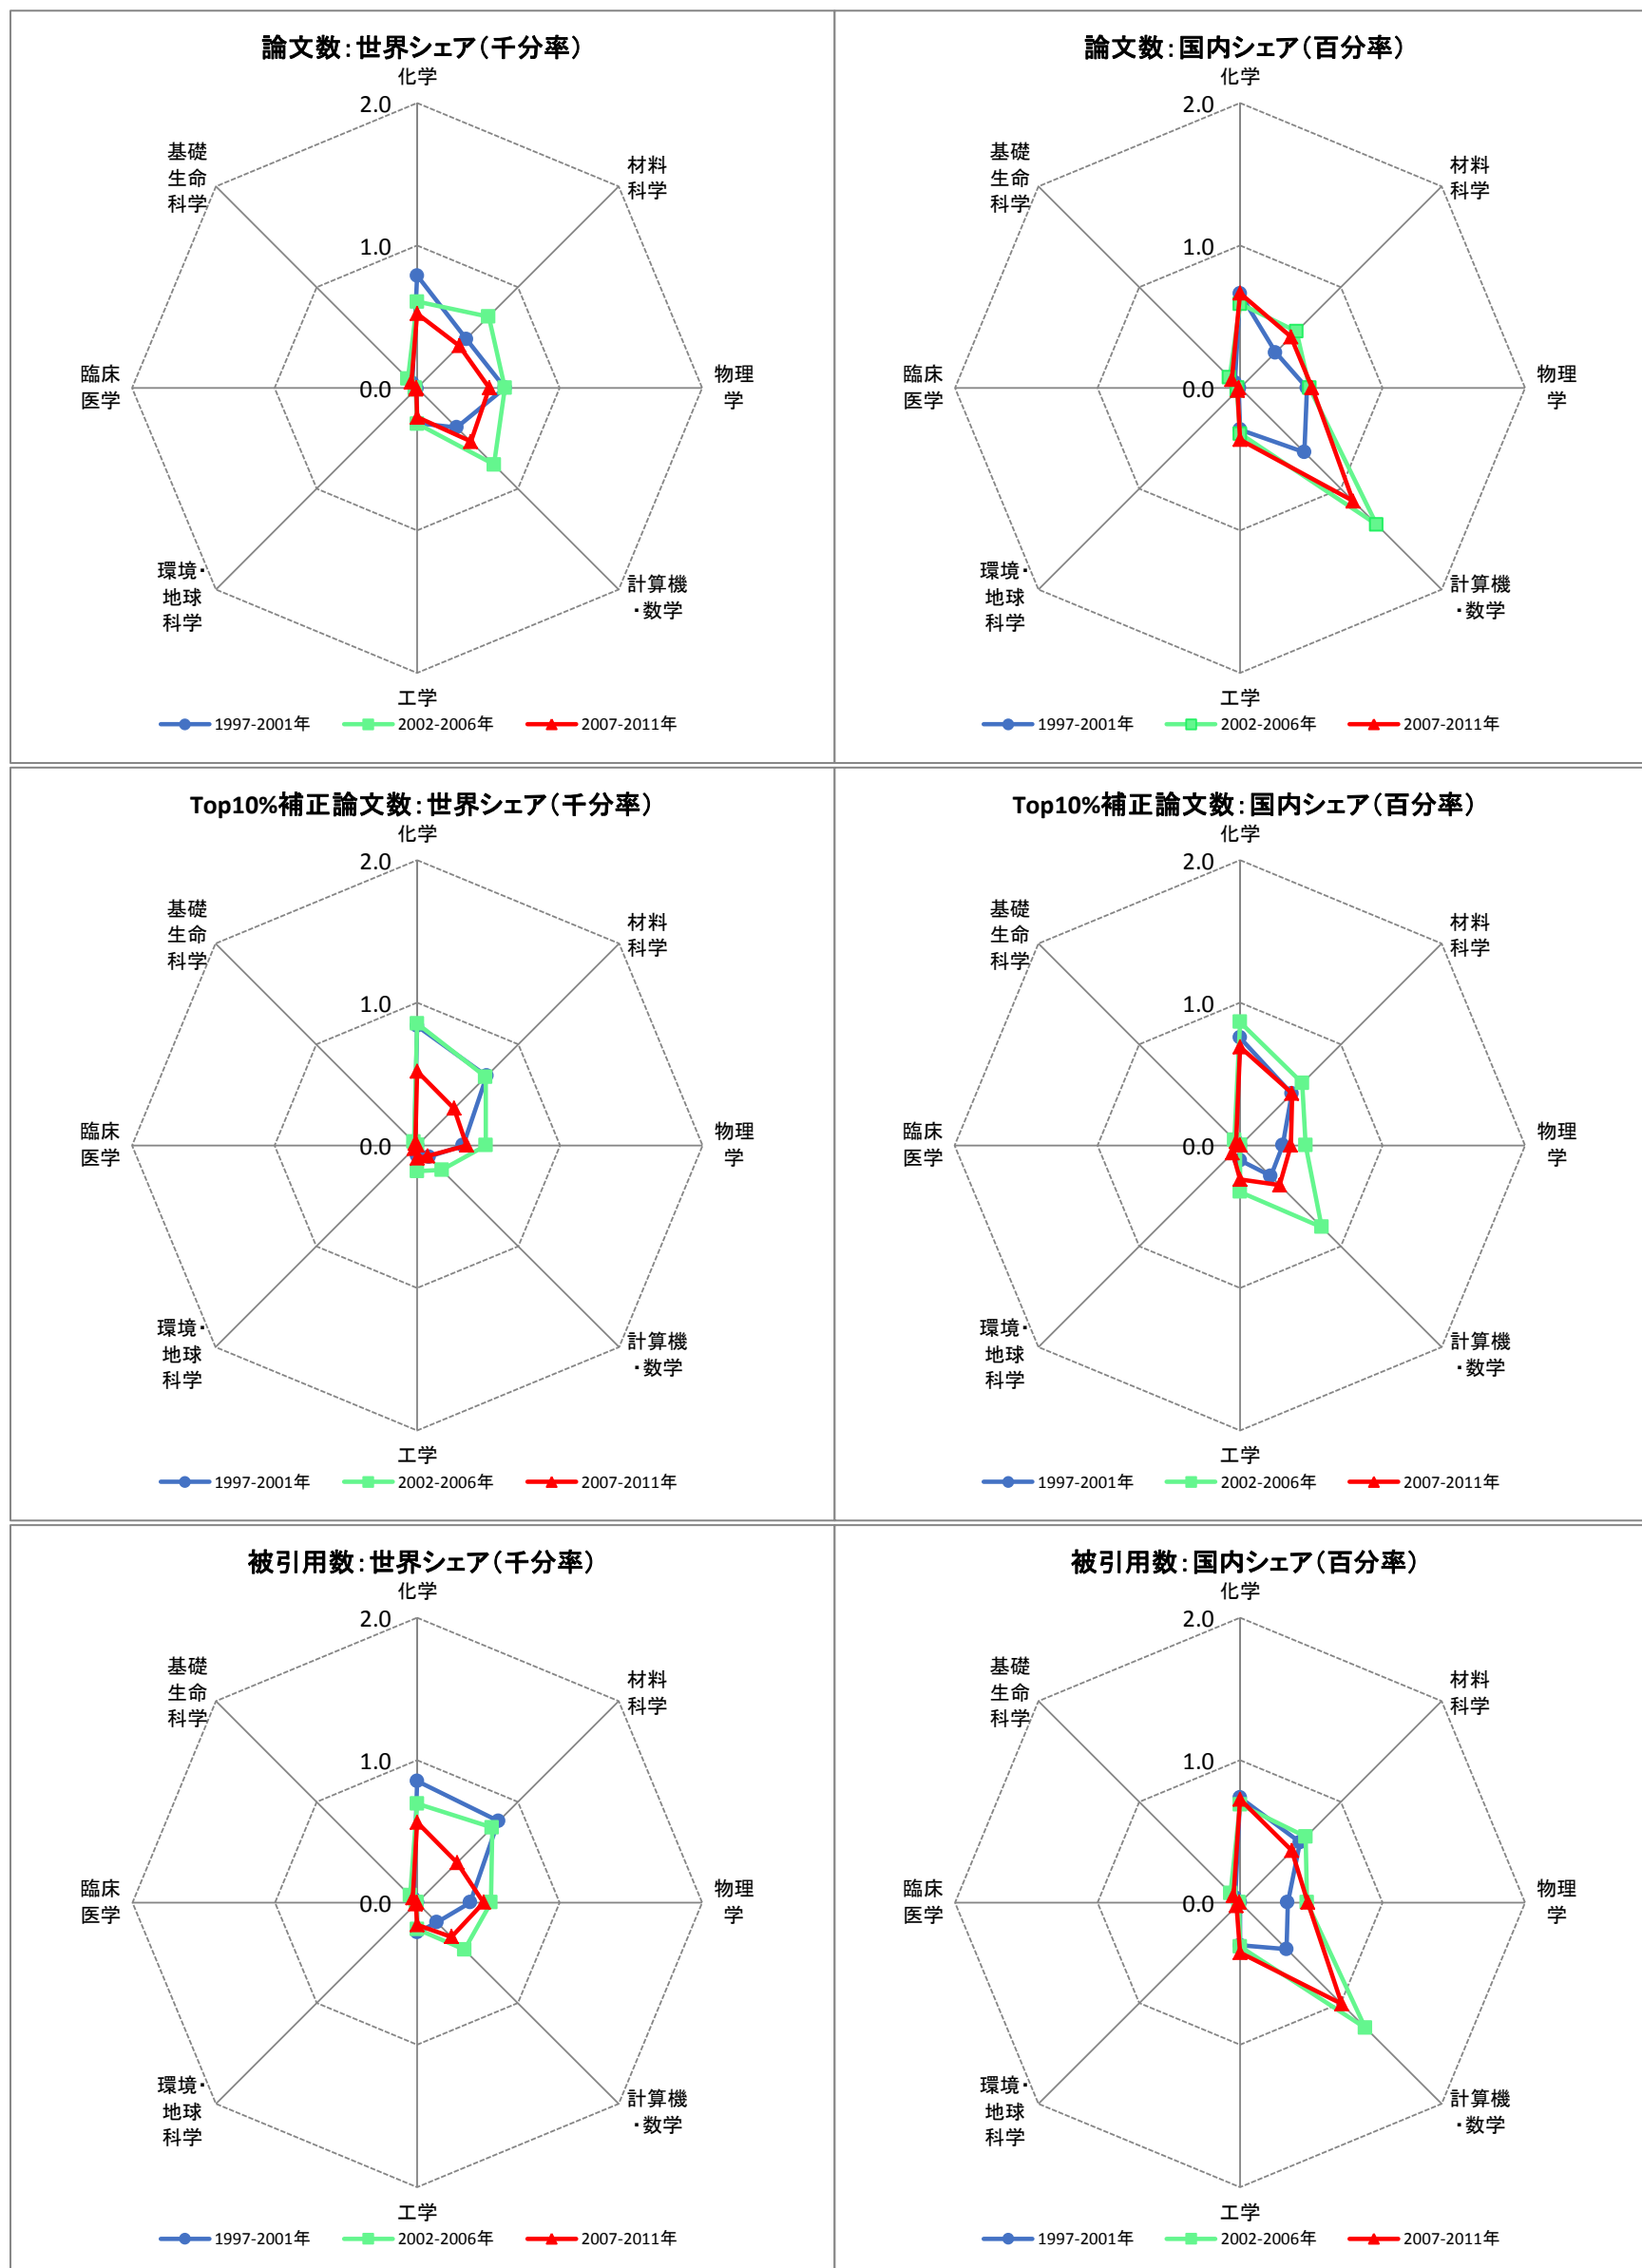 論文数：世界シェア（千分率）
化学
2.0
1.0
0.0
材料
科学
物理
学
計算機
・数学
工学
環境・
地球
科学
臨床
医学
基礎
生命
科学
1997-2001年 2002-2006年 2007-2011年
論文数：国内シェア（百分率）
化学
2.0
1.0
0.0
材料
科学
物理
学
計算機
・数学
工学
環境・
地球
科学
臨床
医学
基礎
生命
科学
1997-2001年 2002-2006年 2007-2011年
Top10%補正論文数：世界シェア（千分率）
化学
2.0
1.0
0.0
材料
科学
物理
学
計算機
・数学
工学
環境・
地球
科学
臨床
医学
基礎
生命
科学
1997-2001年 2002-2006年 2007-2011年
Top10%補正論文数：国内シェア（百分率）
化学
2.0
1.0
0.0
材料
科学
物理
学
計算機
・数学
工学
環境・
地球
科学
臨床
医学
基礎
生命
科学
1997-2001年 2002-2006年 2007-2011年
被引用数：世界シェア（千分率）
化学
2.0
1.0
0.0
材料
科学
物理
学
計算機
・数学
工学
環境・
地球
科学
臨床
医学
基礎
生命
科学
1997-2001年 2002-2006年 2007-2011年
被引用数：国内シェア（百分率）
化学
2.0
1.0
0.0
材料
科学
物理
学
計算機
・数学
工学
環境・
地球
科学
臨床
医学
基礎
生命
科学
1997-2001年 2002-2006年 2007-2011年